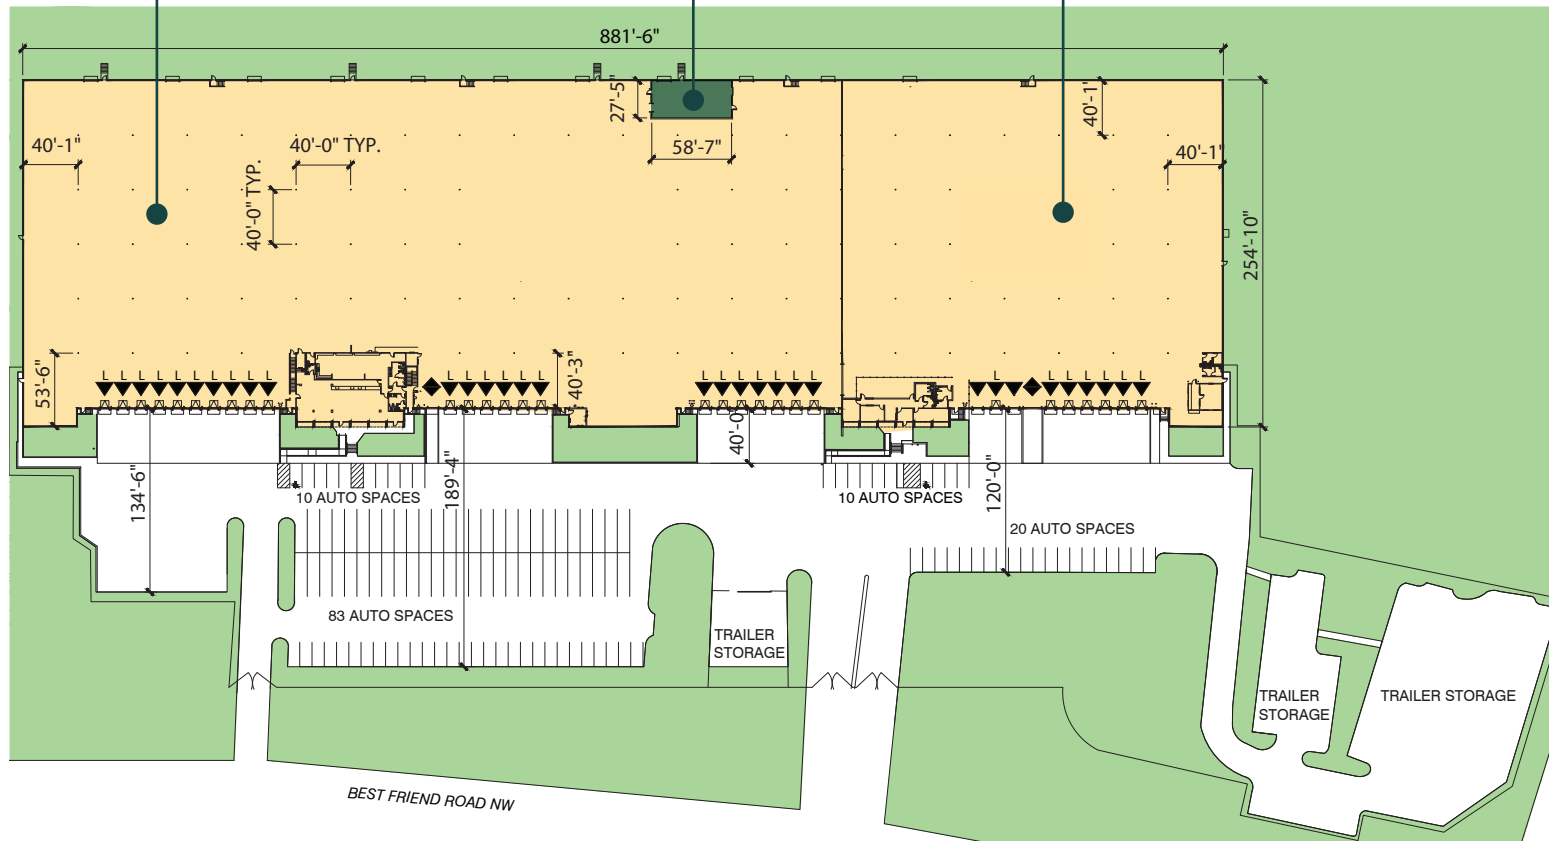 881'-6"
27'-5"
58'-7"
40'-1"
40'-0" TYP.
40'-0" TYP.
40'-1'
40'-1"
254'-10"
53'-6"
L L L L L L L L L L
L L L L L L
40'-3"
L L L L L L L
L L L L L L L
40'-0"
134'-6"
189'-4"
120'-0"
10 AUTO SPACES
10 AUTO SPACES
20 AUTO SPACES
83 AUTO SPACES
TRAILER
STORAGE
TRAILER
STORAGE
TRAILER STORAGE
BEST FRIEND ROAD NW